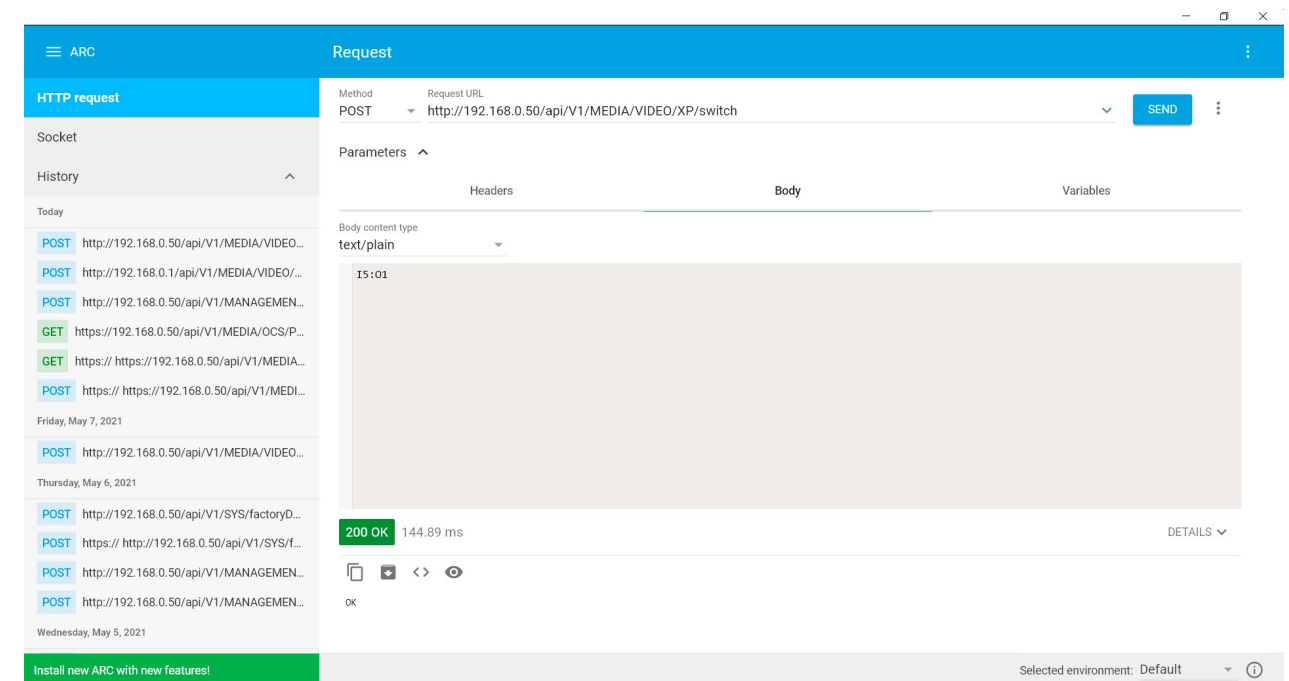 ARC
Request
HTTP request
Socket
History
Today
POST http://192.168.0.50/api/V1/MEDIA/VIDEO...
POST http://192.168.0.1/api/V1/MEDIA/VIDEO/...
POST http://192.168.0.50/api/V1/MANAGEMEN...
GET https://192.168.0.50/api/V1/MEDIA/OCS/P...
GET https:// https://192.168.0.50/api/V1/MEDIA...
POST https:// https://192.168.0.50/api/V1/MEDI...
Friday, May 7, 2021
POST http://192.168.0.50/api/V1/MEDIA/VIDEO...
Thursday, May 6, 2021
POST http://192.168.0.50/api/V1/SYS/factoryD...
POST https:// http://192.168.0.50/api/V1/SYS/f...
POST http://192.168.0.50/api/V1/MANAGEMEN...
POST http://192.168.0.50/api/V1/MANAGEMEN...
Wednesday, May 5, 2021
Install new ARC with new features!
Method Request URL
POST http://192.168.0.50/api/V1/MEDIA/VIDEO/XP/switch SEND
Parameters
Headers Body Variables
Body content type
text/plain
I5:O1
200 OK 144.89 ms DETAILS
OK
Selected environment: Default